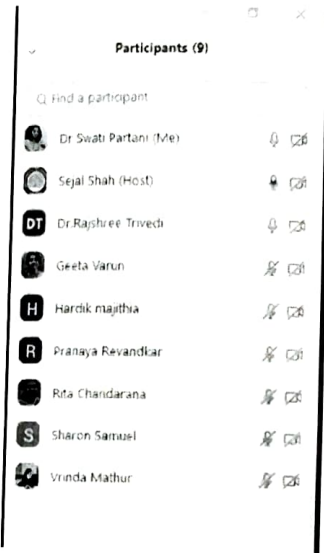 Participants (9)
Find a participant
Dr Swati Partani (Me)
Sejal Shah (Host)
DT Dr.Rajshree Trivedi
Geeta Varun
H Hardik majithia
R Pranaya Revandkar
Rita Chandarana
S Sharon Samuel
Vrinda Mathur